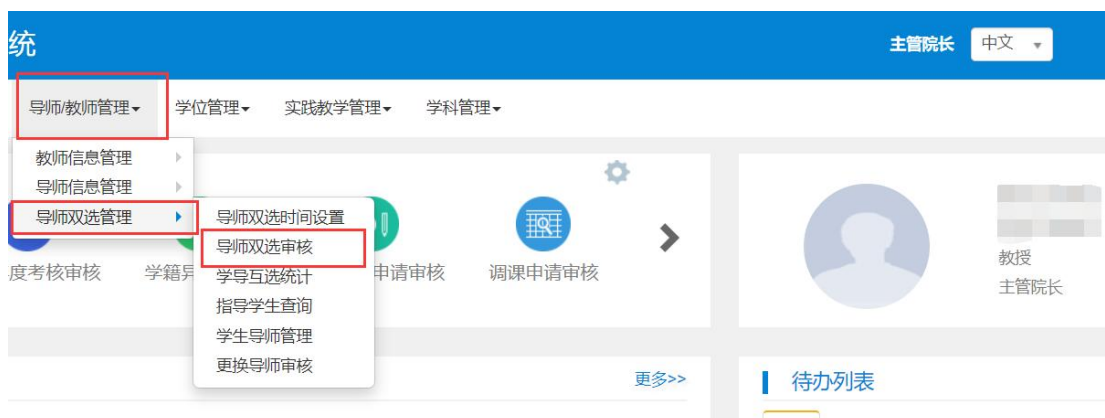 统
主管院长 中文
导师/教师管理 学位管理 实践教学管理 学科管理
教师信息管理
导师信息管理
导师双选管理
导师双选时间设置
导师双选审核
学导互选统计
指导学生查询
学生导师管理
更换导师审核
度考核审核 学籍异 申请审核 调课申请审核
教授
主管院长
更多>>
待办列表